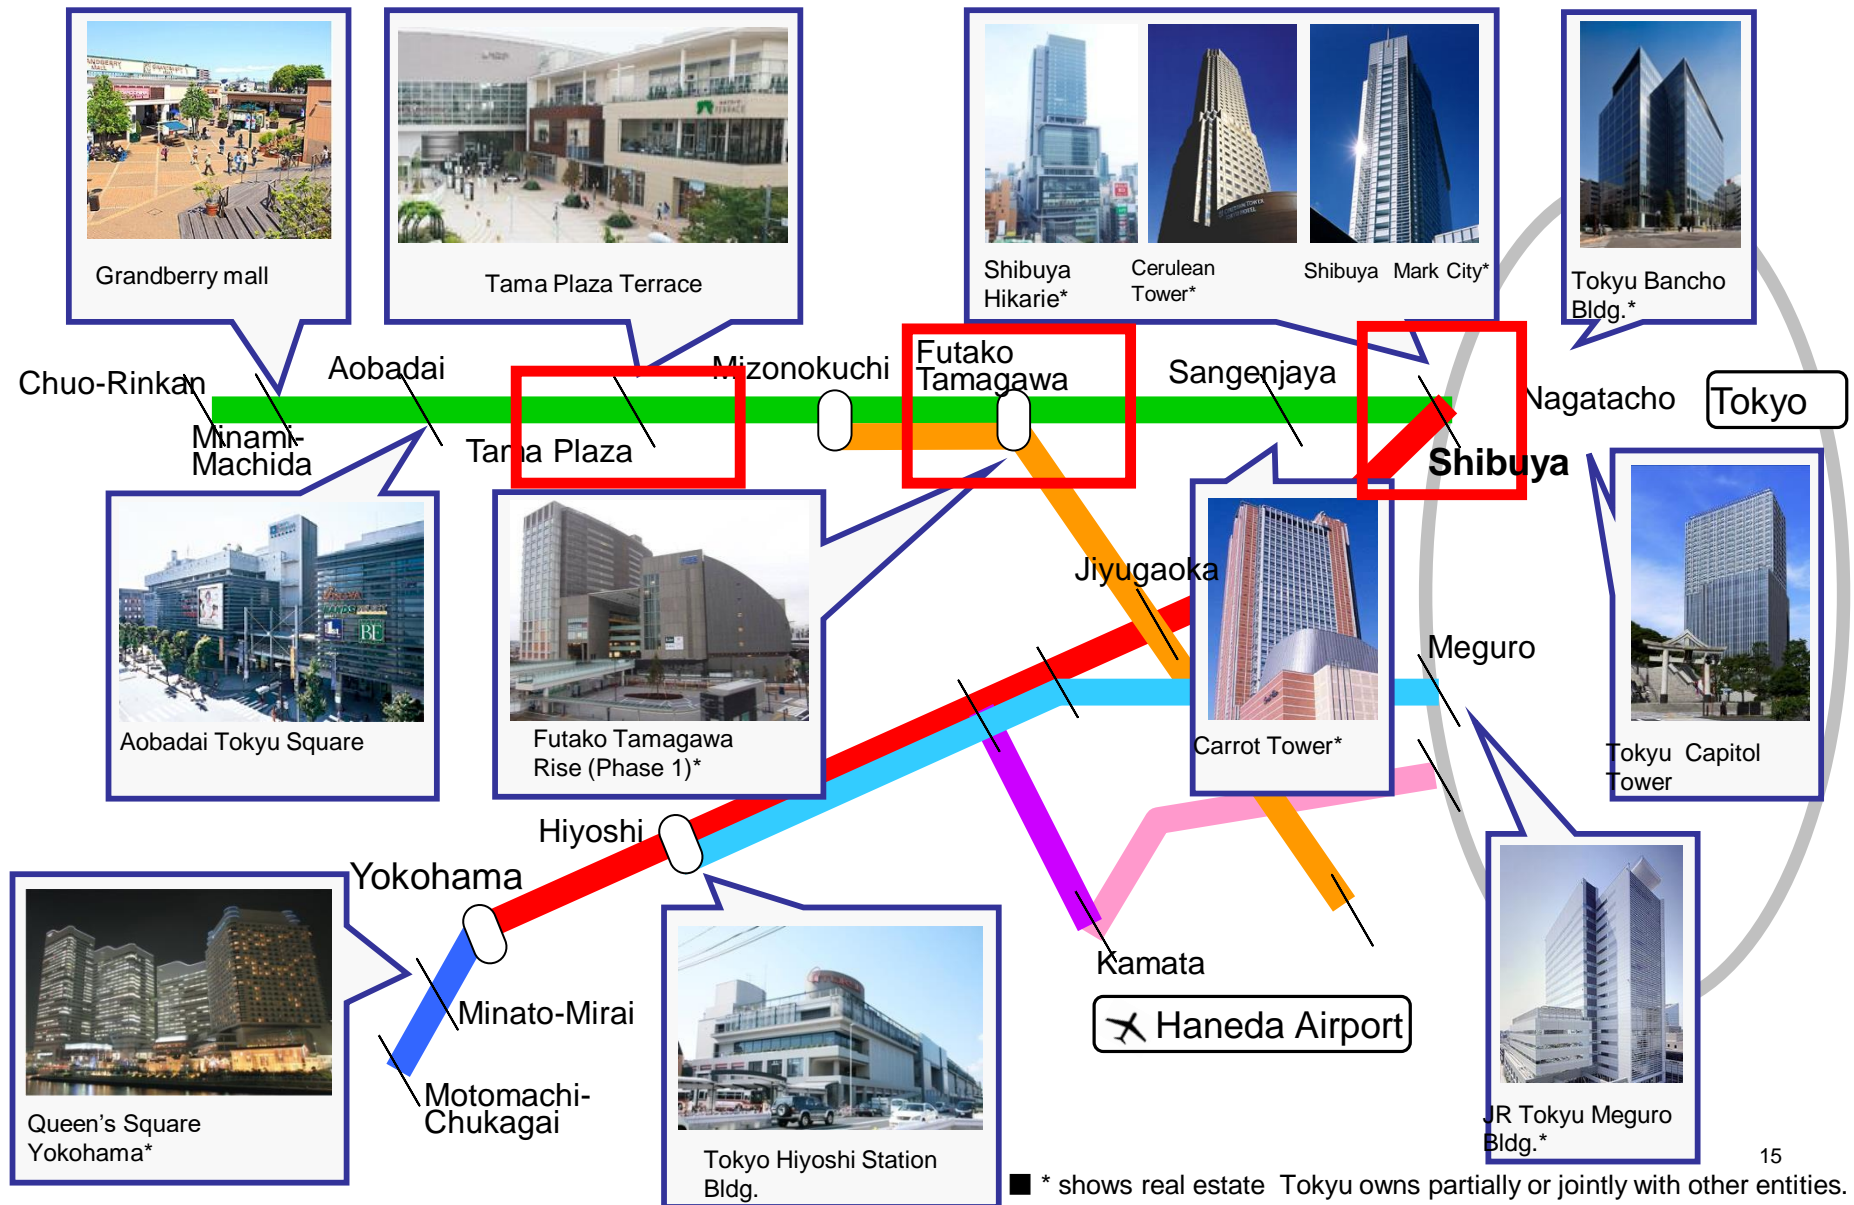 Grandberry mall
Tama Plaza Terrace
Shibuya
Hikarie*
Cerulean
Tower*
Shibuya Mark City*
Tokyu Bancho
Bldg.*
Chuo-Rinkan
Aobadai
Mizonokuchi
Futako
Tamagawa
Sangenjaya
Nagatacho
Tokyo
Minami-
Machida
Tama Plaza
Shibuya
Jiyugaoka
Meguro
Aobadai Tokyu Square
Futako Tamagawa
Rise (Phase 1)*
Carrot Tower*
Tokyu Capitol
Tower
Hiyoshi
Yokohama
Kamata
Minato-Mirai
Haneda Airport
Motomachi-
Chukagai
Queen's Square
Yokohama*
Tokyo Hiyoshi Station
Bldg.
JR Tokyu Meguro
Bldg.*
15
■ * shows real estate Tokyu owns partially or jointly with other entities.